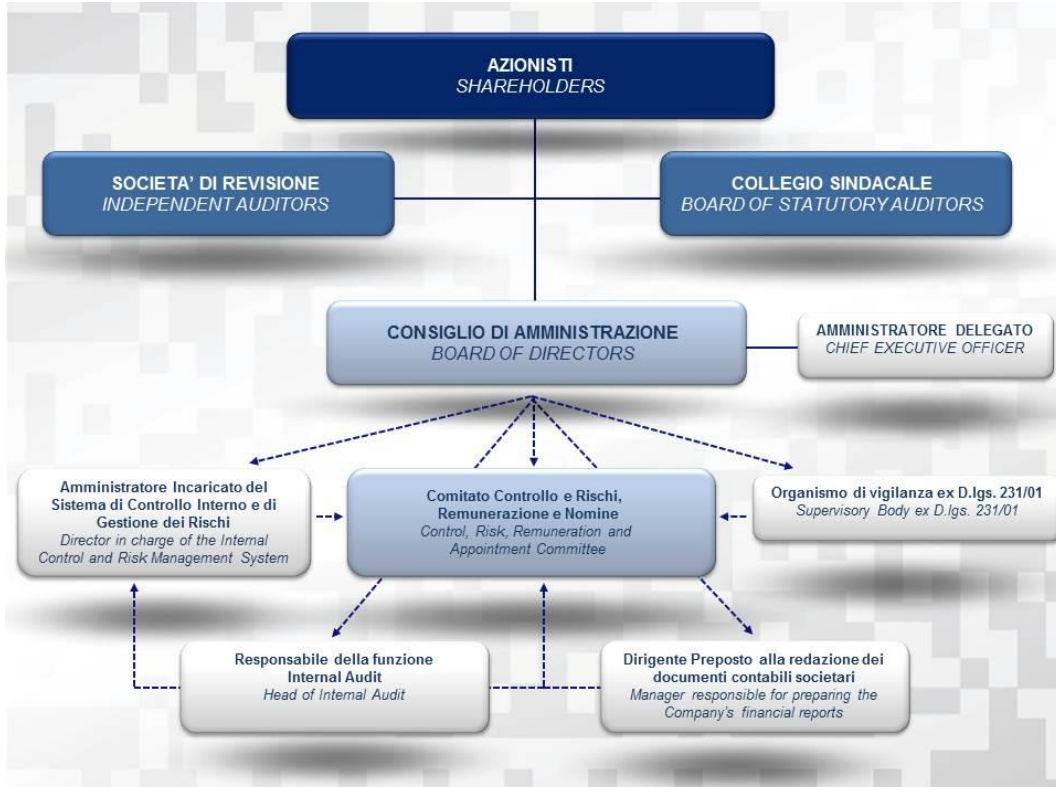 AZIONISTI
SHAREHOLDERS
SOCIETA’ DI REVISIONE
INDEPENDENT AUDITORS
COLLEGIO SINDACALE
BOARD OF STATUTORY AUDITORS
CONSIGLIO DI AMMINISTRAZIONE
BOARD OF DIRECTORS
AMMINISTRATORE DELEGATO
CHIEF EXECUTIVE OFFICER
Amministratore Incaricato del
Sistema di Controllo Interno e di
Gestione dei Rischi
Director in charge of the Internal
Control and Risk Management System
Comitato Controllo e Rischi,
Remunerazione e Nomine
Control, Risk, Remuneration and
Appointment Committee
Organismo di vigilanza ex D.lgs. 231/01
Supervisory Body ex D.lgs. 231/01
Responsabile della funzione
Internal Audit
Head of Internal Audit
Dirigente Preposto alla redazione dei
documenti contabili societari
Manager responsible for preparing the
Company's financial reports